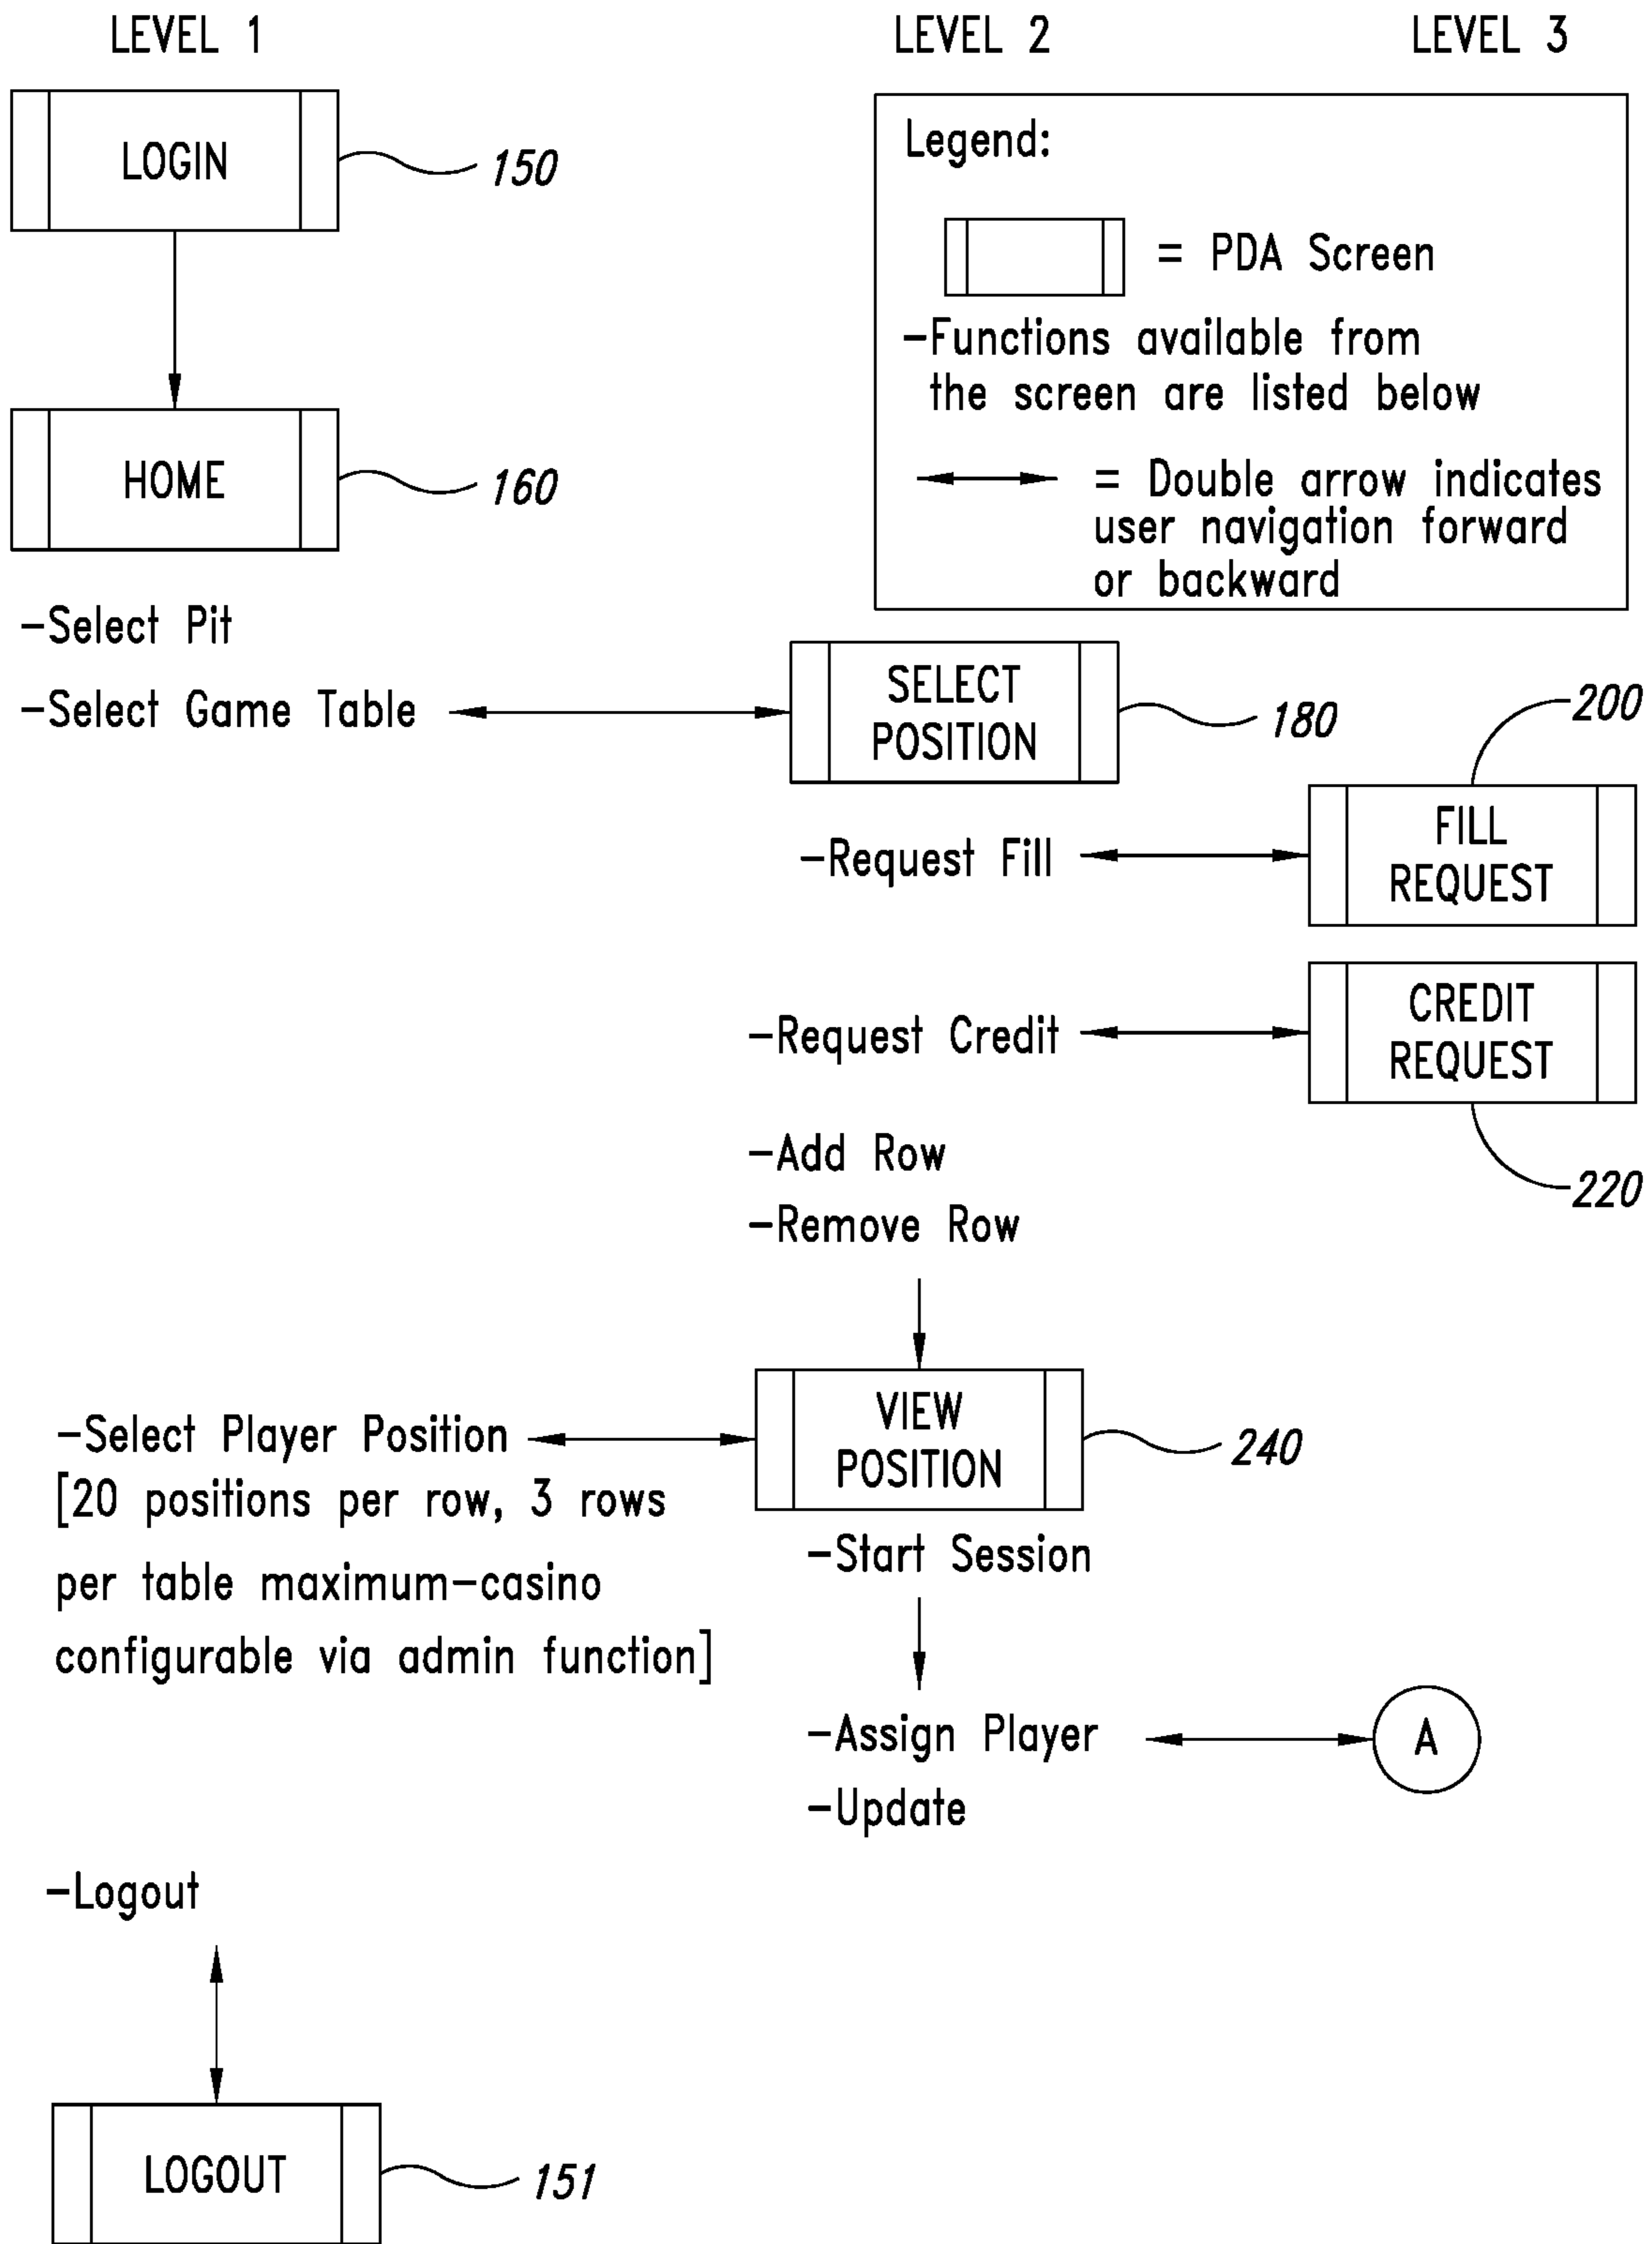 LEVEL 1
LEVEL 2
LEVEL 3
LOGIN
150
Legend:
= PDA Screen
-Functions available from
the screen are listed below
= Double arrow indicates
user navigation forward
or backward
HOME
160
-Select Pit
-Select Game Table
SELECT
POSITION
180
200
-Request Fill
FILL
REQUEST
-Request Credit
CREDIT
REQUEST
220
-Add Row
-Remove Row
-Select Player Position
[20 positions per row, 3 rows
per table maximum-casino
configurable via admin function]
VIEW
POSITION
240
-Start Session
-Assign Player
A
-Update
-Logout
LOGOUT
151